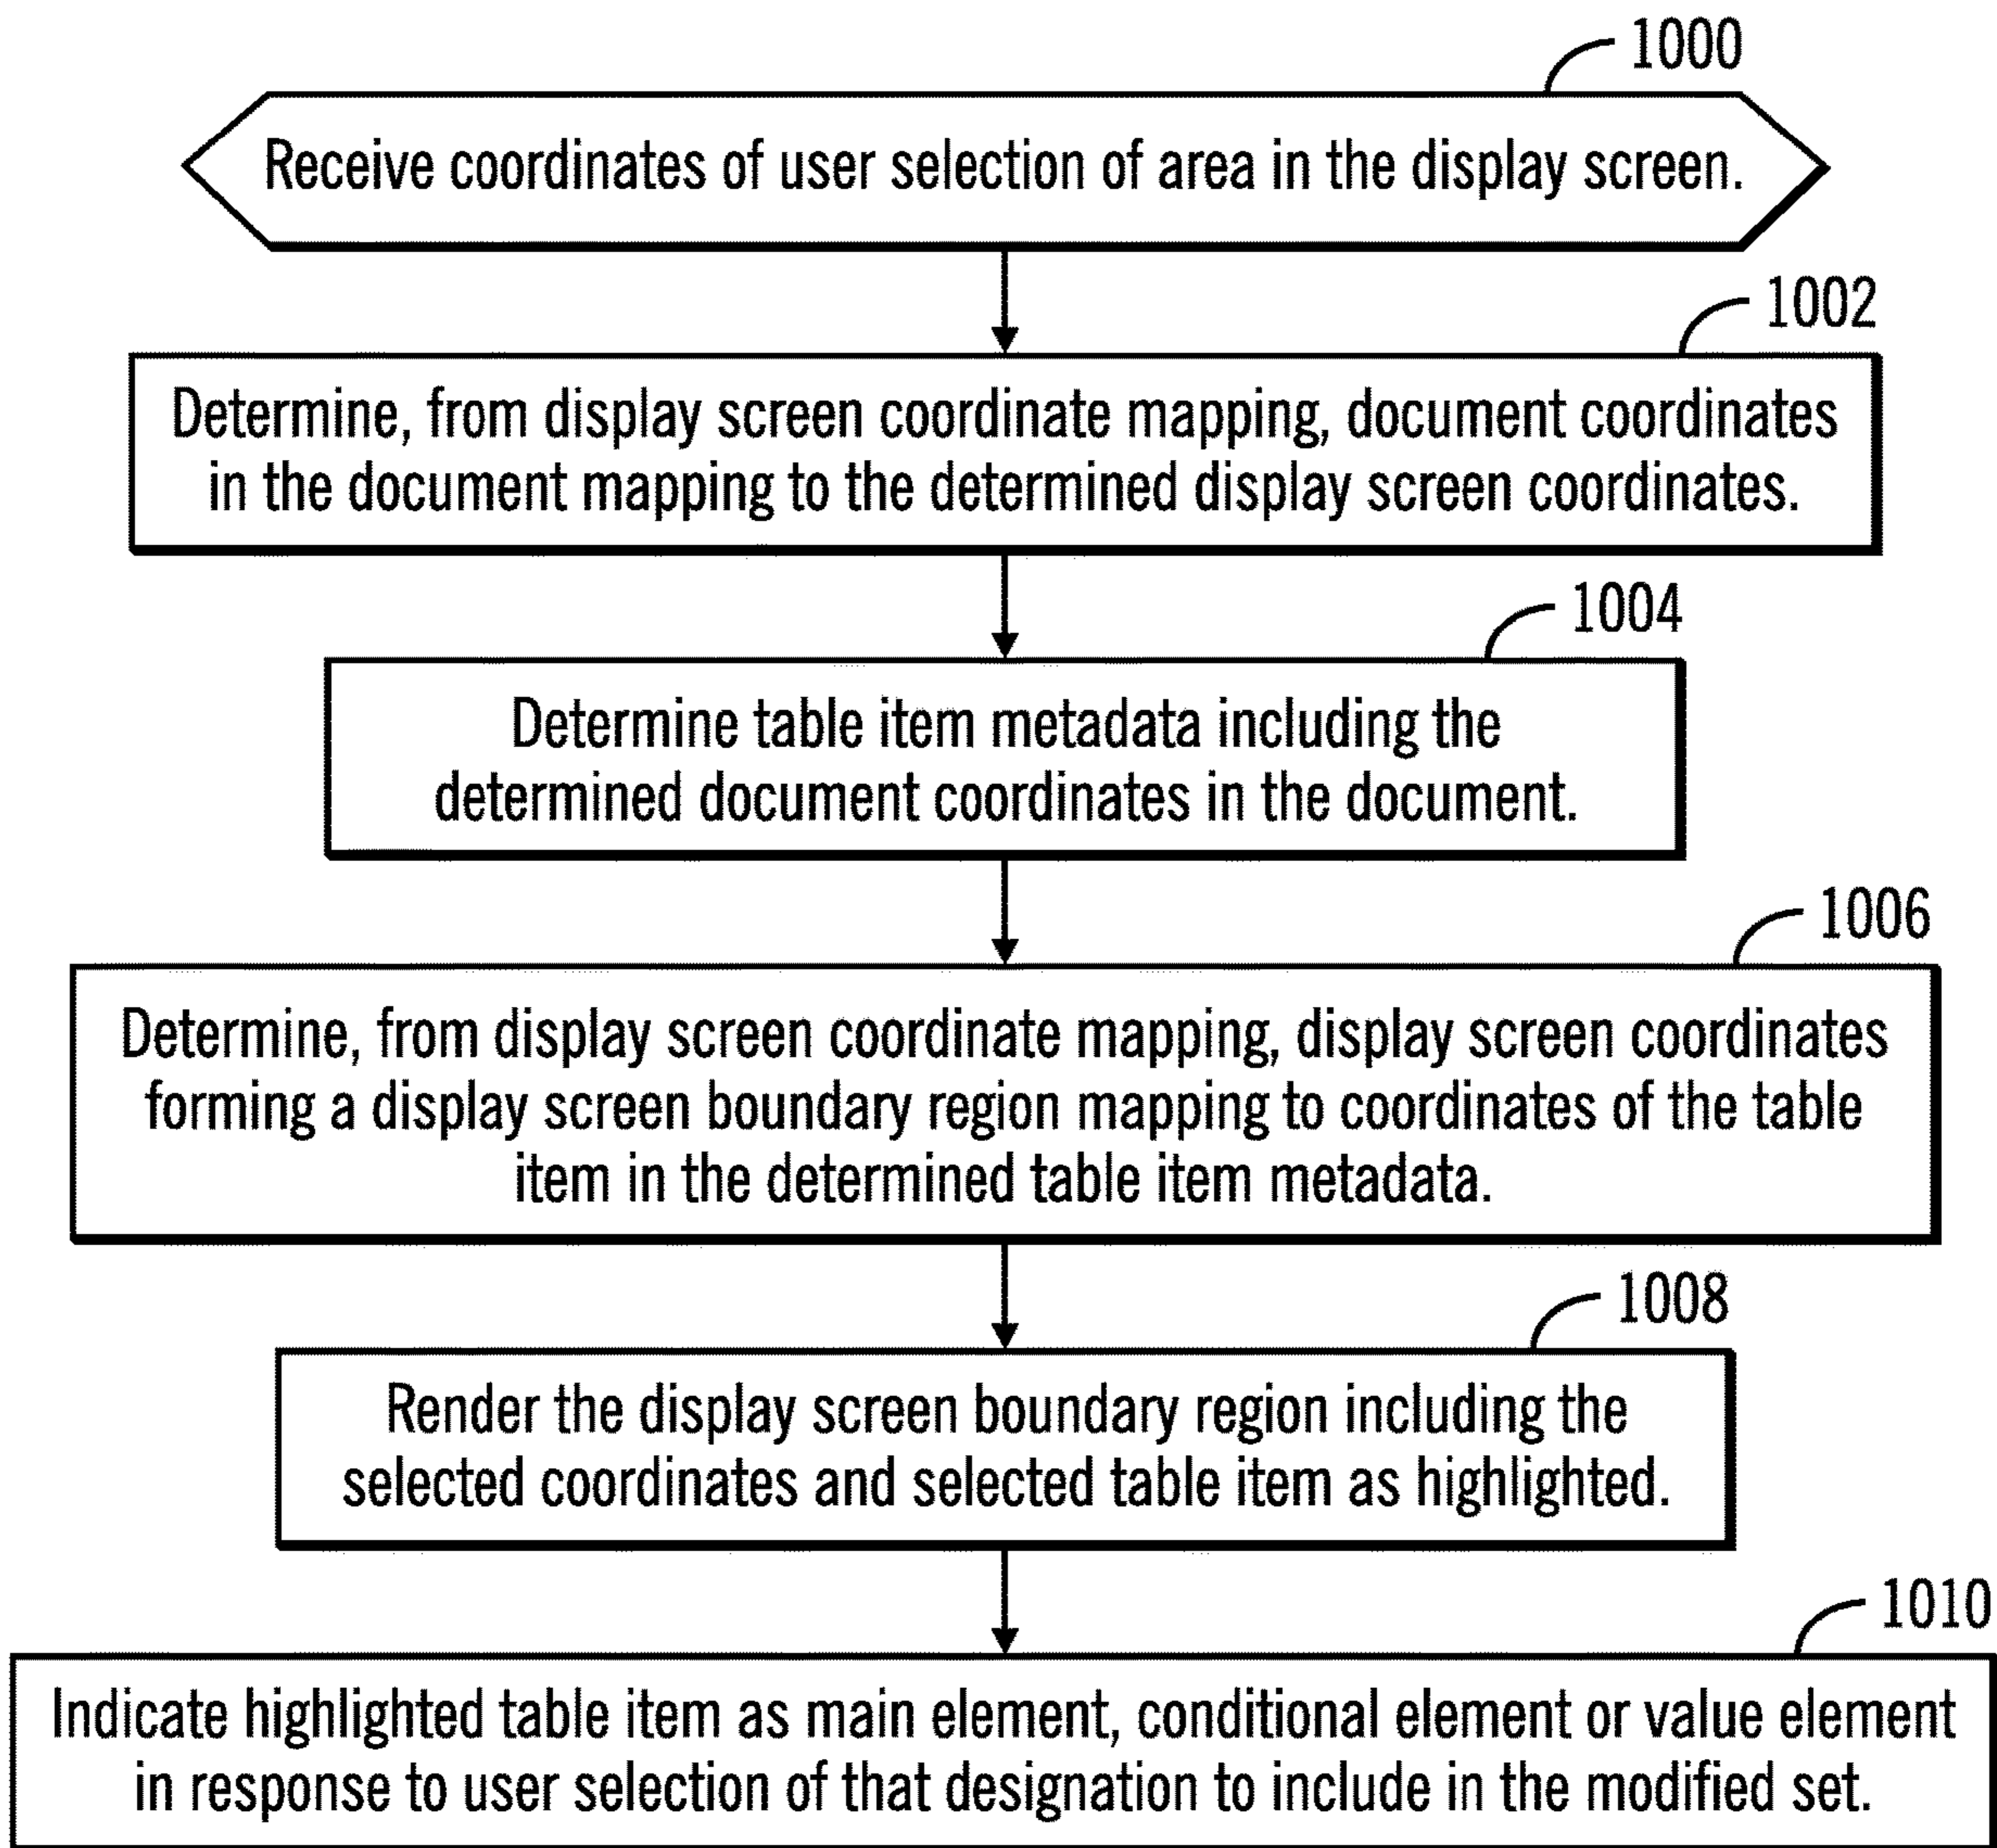 1000
Receive coordinates of user selection of area in the display screen.
1002
Determine, from display screen coordinate mapping, document coordinates
in the document mapping to the determined display screen coordinates.
1004
Determine table item metadata including the
determined document coordinates in the document.
1006
Determine, from display screen coordinate mapping, display screen coordinates
forming a display screen boundary region mapping to coordinates of the table
item in the determined table item metadata.
1008
Render the display screen boundary region including the
selected coordinates and selected table item as highlighted.
1010
Indicate highlighted table item as main element, conditional element or value element
in response to user selection of that designation to include in the modified set.